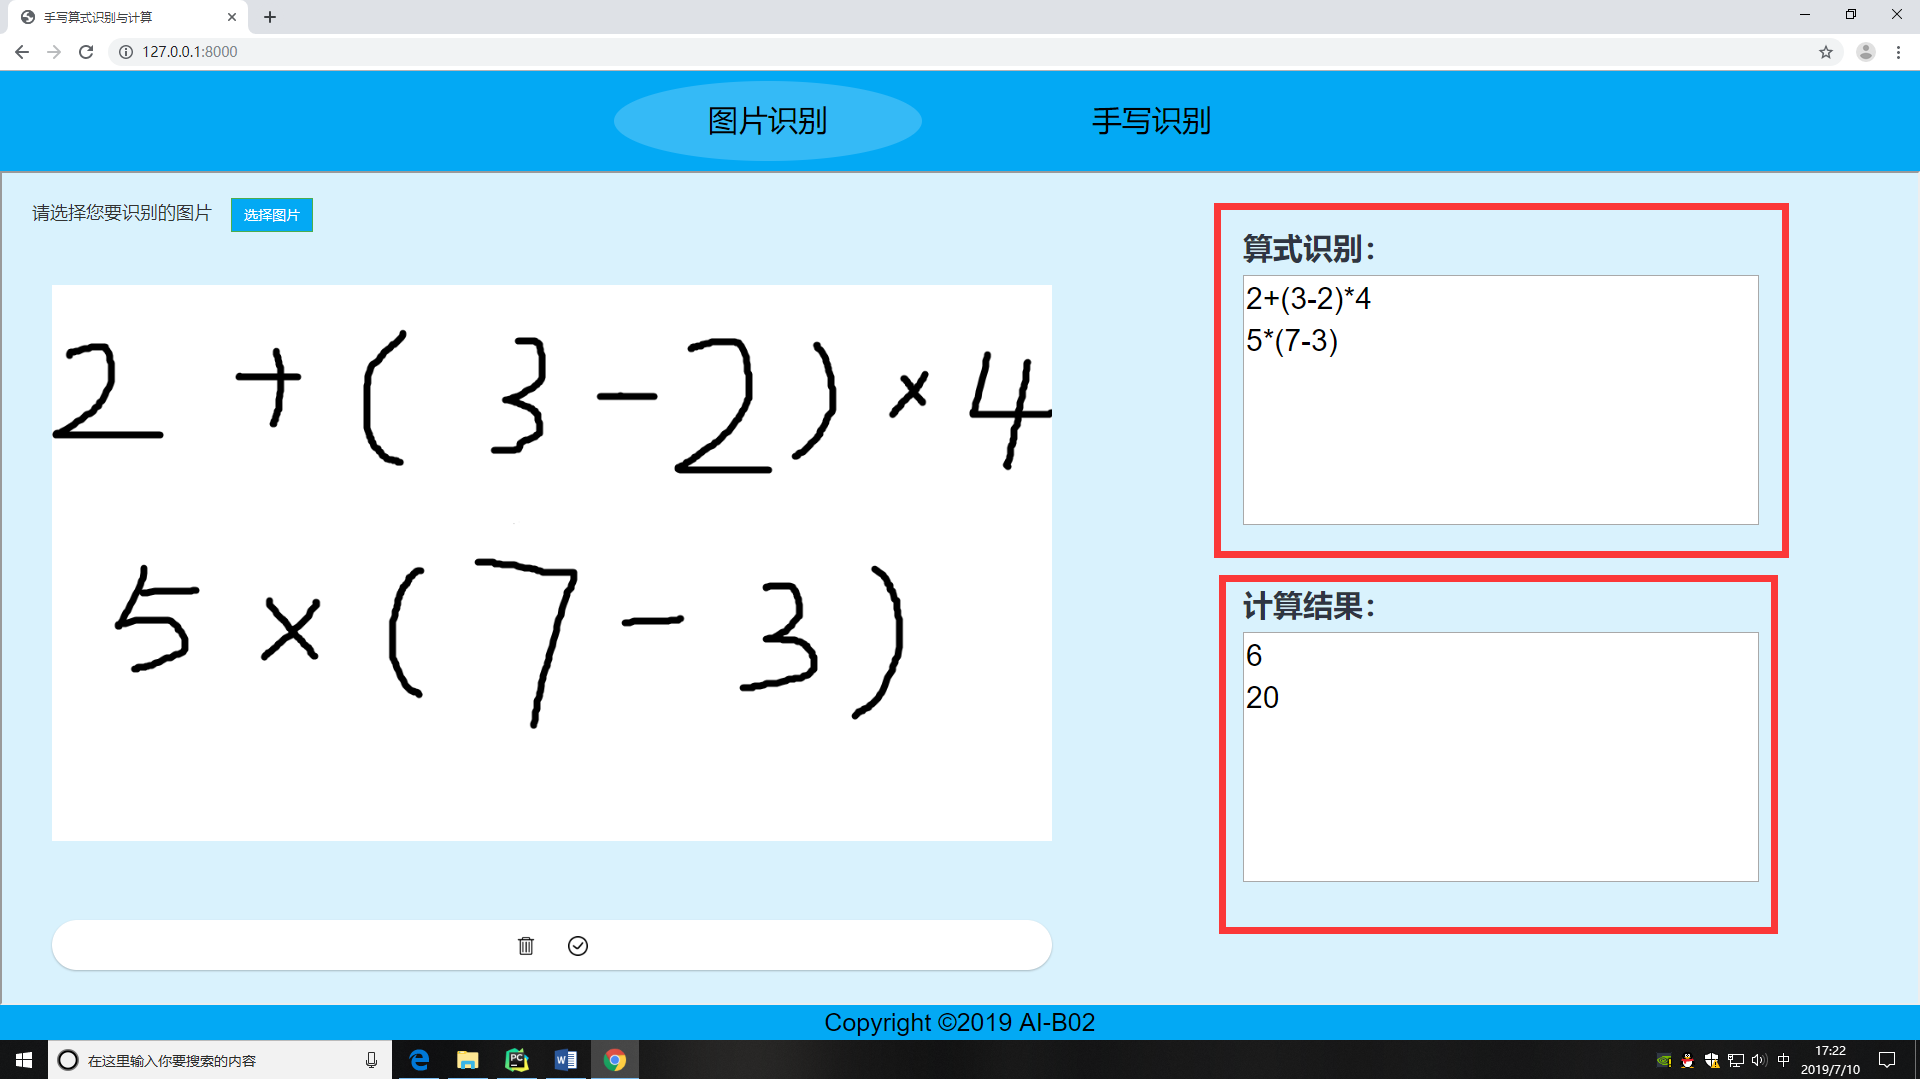 手写算式识别与计算
127.0.0.1:8000
图片识别 手写识别
请选择您要识别的图片 选择图片
2 + ( 3 - 2 ) × 4
5 × ( 7 - 3 )
算式识别：
2+(3-2)*4
5*(7-3)
计算结果：
6
20
Copyright ©2019 AI-B02
在这里输入你要搜索的内容
中
17:22
2019/7/10